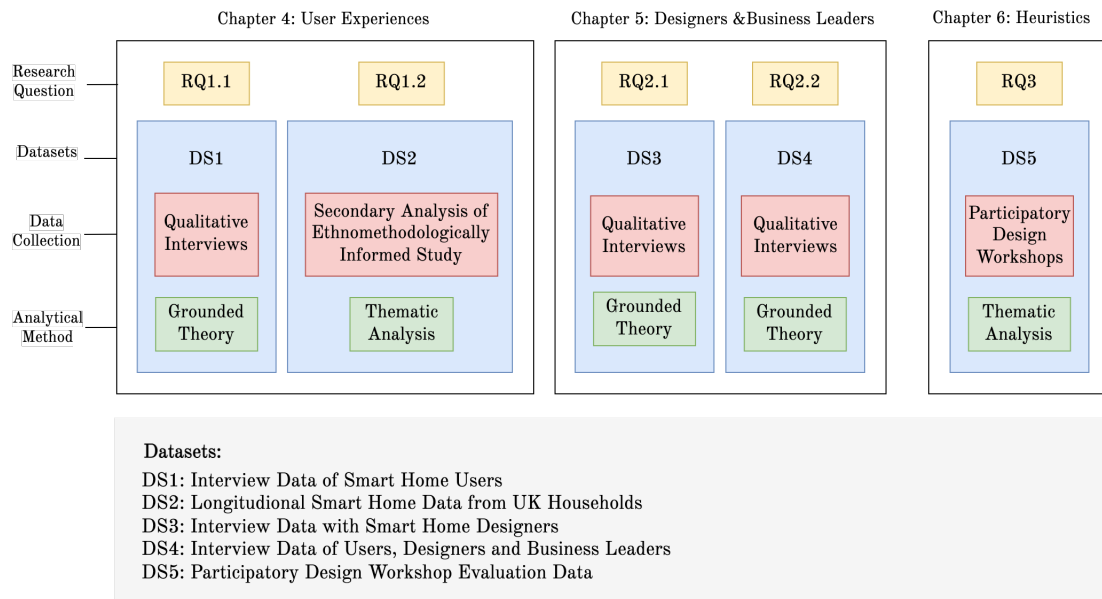 Chapter 4: User Experiences
Chapter 5: Designers &Business Leaders
Chapter 6: Heuristics
Research
Question
RQ1.1
RQ1.2
RQ2.1
RQ2.2
RQ3
Datasets
DS1
DS2
DS3
DS4
DS5
Data
Collection
Qualitative
Interviews
Secondary Analysis of
Ethnomethodologically
Informed Study
Qualitative
Interviews
Qualitative
Interviews
Participatory
Design
Workshops
Analytical
Method
Grounded
Theory
Thematic
Analysis
Grounded
Theory
Grounded
Theory
Thematic
Analysis
Datasets:
DS1: Interview Data of Smart Home Users
DS2: Longitudional Smart Home Data from UK Households
DS3: Interview Data with Smart Home Designers
DS4: Interview Data of Users, Designers and Business Leaders
DS5: Participatory Design Workshop Evaluation Data